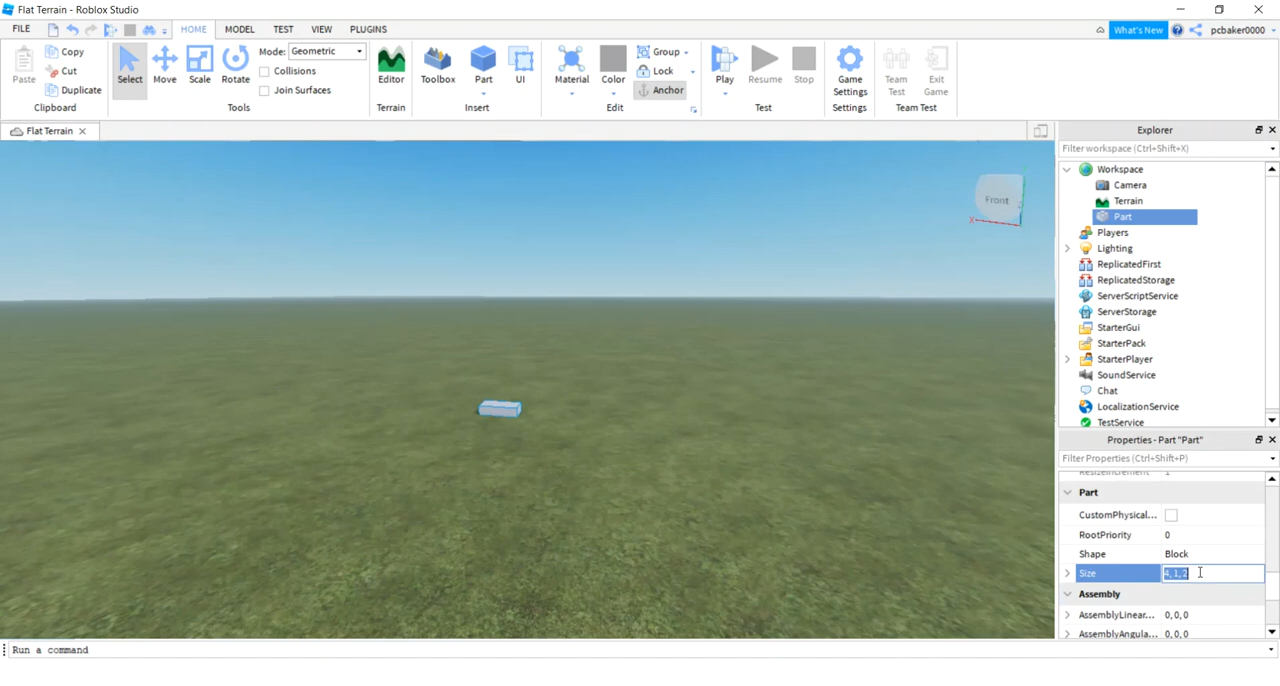 Flat Terrain - Roblox Studio
FILE HOME MODEL TEST VIEW PLUGINS What's New pcbaker0000
Paste Copy Cut Duplicate Clipboard
Select Move Scale Rotate Mode: Geometric Collisions Join Surfaces Tools
Editor Terrain
Toolbox Part UI Insert
Material Color Group Lock Anchor Edit
Play Resume Stop Test
Game Settings Settings
Team Test Exit Game Team Test
Flat Terrain
Front
X
Explorer
Filter workspace (Ctrl+Shift+X)
Workspace
Camera
Terrain
Part
Players
Lighting
ReplicatedFirst
ReplicatedStorage
ServerScriptService
ServerStorage
StarterGui
StarterPack
StarterPlayer
SoundService
Chat
LocalizationService
TestService
Properties - Part "Part"
Filter Properties (Ctrl+Shift+P)
ResizeIncrement 1
Part
CustomPhysical...
RootPriority 0
Shape Block
Size 4, 1, 2
Assembly
AssemblyLinear... 0, 0, 0
AssemblyAngula... 0, 0, 0
Run a command